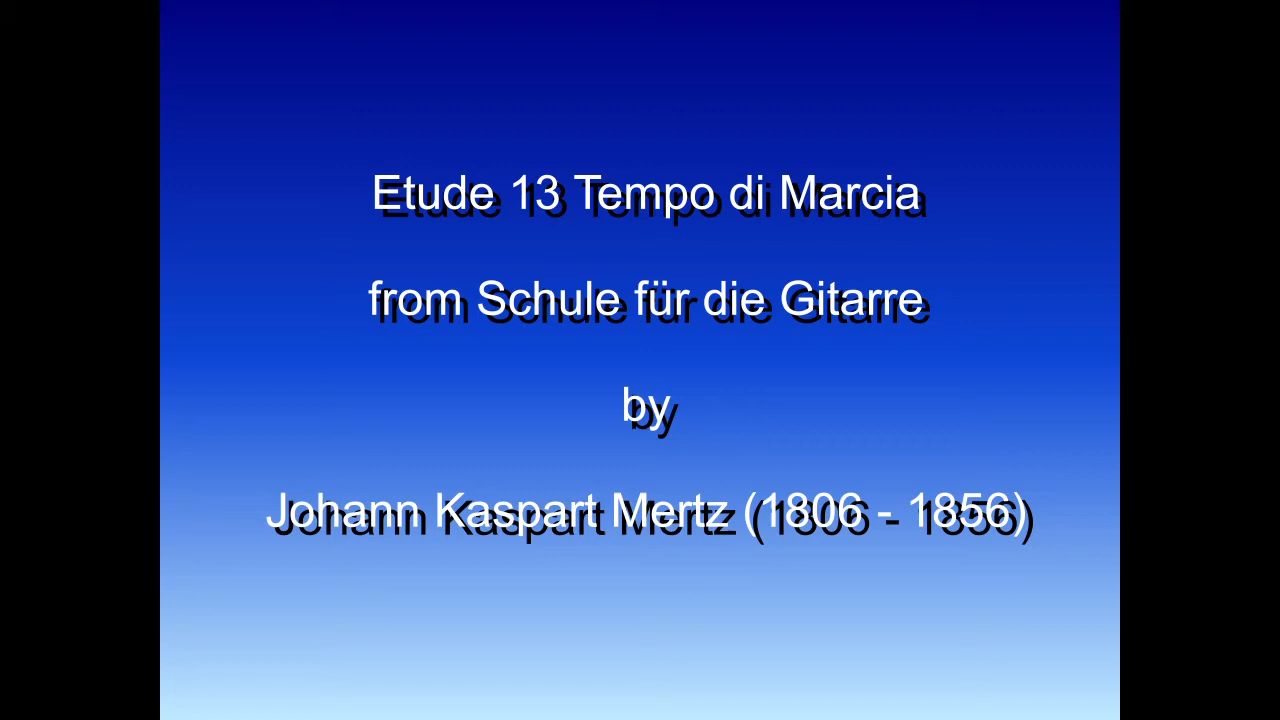 Etude 13 Tempo di Marcia
from Schule für die Gitarre
by
Johann Kaspart Mertz (1806 - 1856)